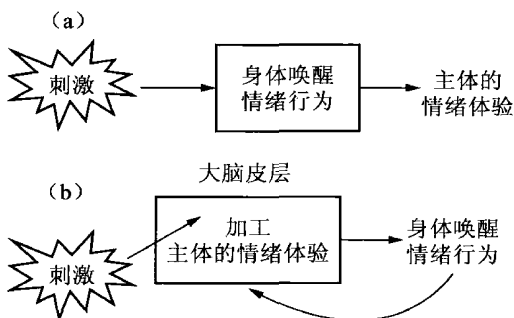 (a)
刺激
身体唤醒
情绪行为
主体的
情绪体验
大脑皮层
(b)
刺激
加工
主体的情绪体验
身体唤醒
情绪行为